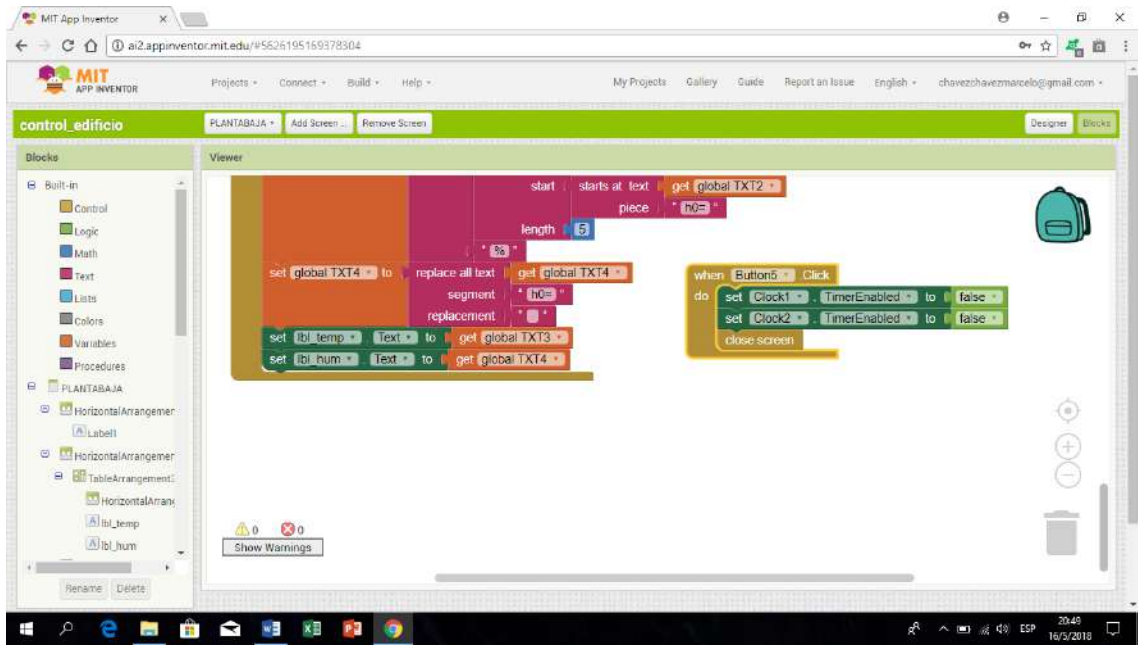 MIT App Inventor
ai2.appinventor.mit.edu/#5626195169378304
MIT
APP INVENTOR
Projects
Connect
Build
Help
My Projects
Gallery
Guide
Report an Issue
English
chavezchavezmarcelo@gmail.com
control_edificio
PLANTABAJA
Add Screen ...
Remove Screen
Designer
Blocks
Blocks
Viewer
Built-in
Control
Logic
Math
Text
Lists
Colors
Variables
Procedures
PLANTABAJA
HorizontalArrangemer
Label1
HorizontalArrangemer
TableArrangement
HorizontalArrang
lbl_temp
lbl_hum
Rename
Delete
start starts at text get global TXT2
piece " h0= "
length 5
" % "
set global TXT4 to replace all text get global TXT4
segment " h0= "
replacement " "
set lbl_temp . Text to get global TXT3
set lbl_hum . Text to get global TXT4
when Button5 . Click
do set Clock1 . TimerEnabled to false
set Clock2 . TimerEnabled to false
close screen
0 0
Show Warnings
ESP
20:49
16/5/2018